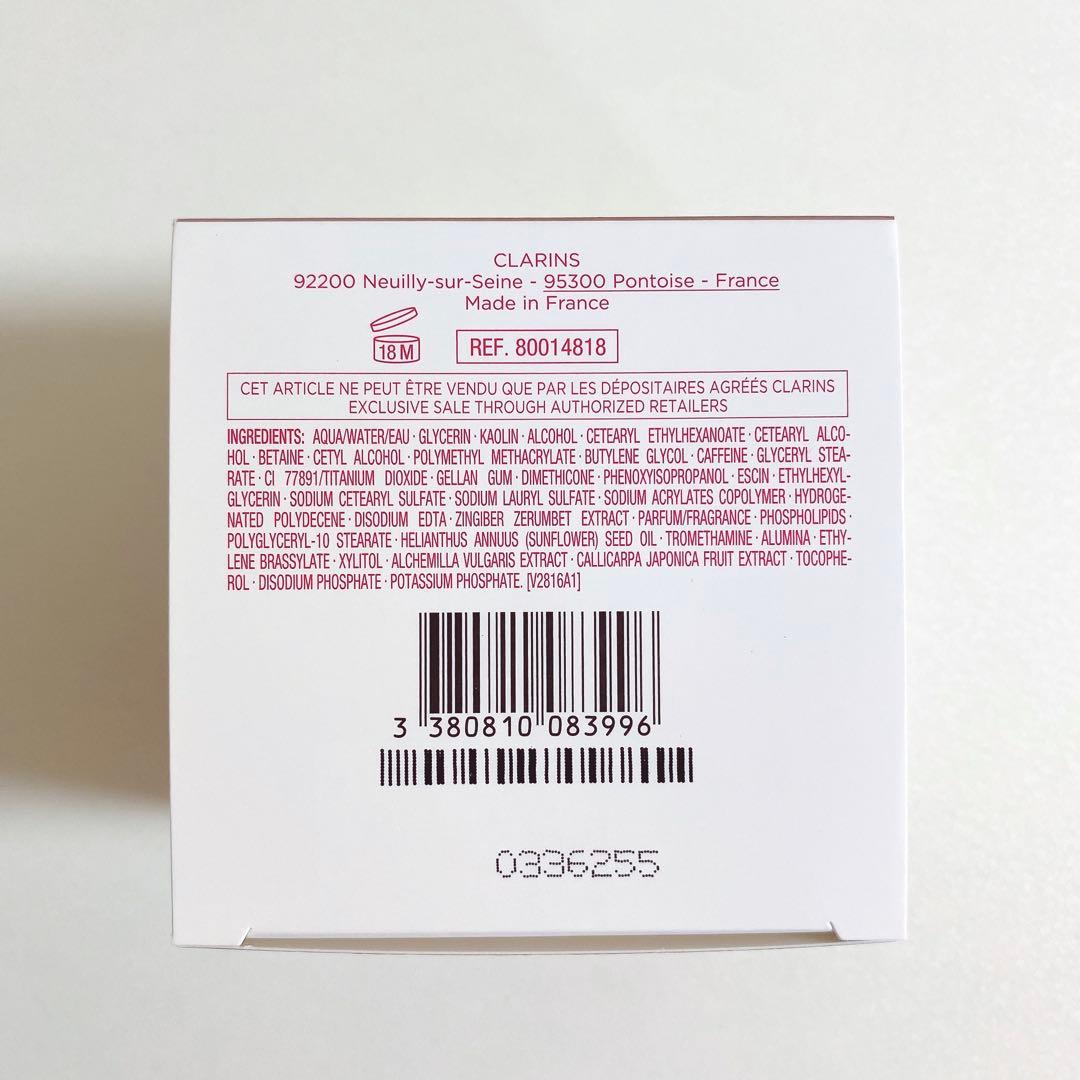 CLARINS
92200 Neuilly-sur-Seine - 95300 Pontoise - France
Made in France
18 M
REF. 80014818
CET ARTICLE NE PEUT ÊTRE VENDU QUE PAR LES DÉPOSITAIRES AGRÉÉS CLARINS
EXCLUSIVE SALE THROUGH AUTHORIZED RETAILERS
INGREDIENTS: AQUA/WATER/EAU · GLYCERIN · KAOLIN · ALCOHOL · CETEARYL ETHYLHEXANOATE · CETEARYL ALCO-
HOL · BETAINE · CETYL ALCOHOL · POLYMETHYL METHACRYLATE · BUTYLENE GLYCOL · CAFFEINE · GLYCERYL STEA-
RATE · CI 77891/TITANIUM DIOXIDE · GELLAN GUM · DIMETHICONE · PHENOXYISOPROPANOL · ESCIN · ETHYLHEXYL-
GLYCERIN · SODIUM CETEARYL SULFATE · SODIUM LAURYL SULFATE · SODIUM ACRYLATES COPOLYMER · HYDROGE-
NATED POLYDECENE · DISODIUM EDTA · ZINGIBER ZERUMBET EXTRACT · PARFUM/FRAGRANCE · PHOSPHOLIPIDS ·
POLYGLYCERYL-10 STEARATE · HELIANTHUS ANNUUS (SUNFLOWER) SEED OIL · TROMETHAMINE · ALUMINA · ETHY-
LENE BRASSYLATE · XYLITOL · ALCHEMILLA VULGARIS EXTRACT · CALLICARPA JAPONICA FRUIT EXTRACT · TOCOPHE-
ROL · DISODIUM PHOSPHATE · POTASSIUM PHOSPHATE. [V2816A1]
3 380810 083996
0336255